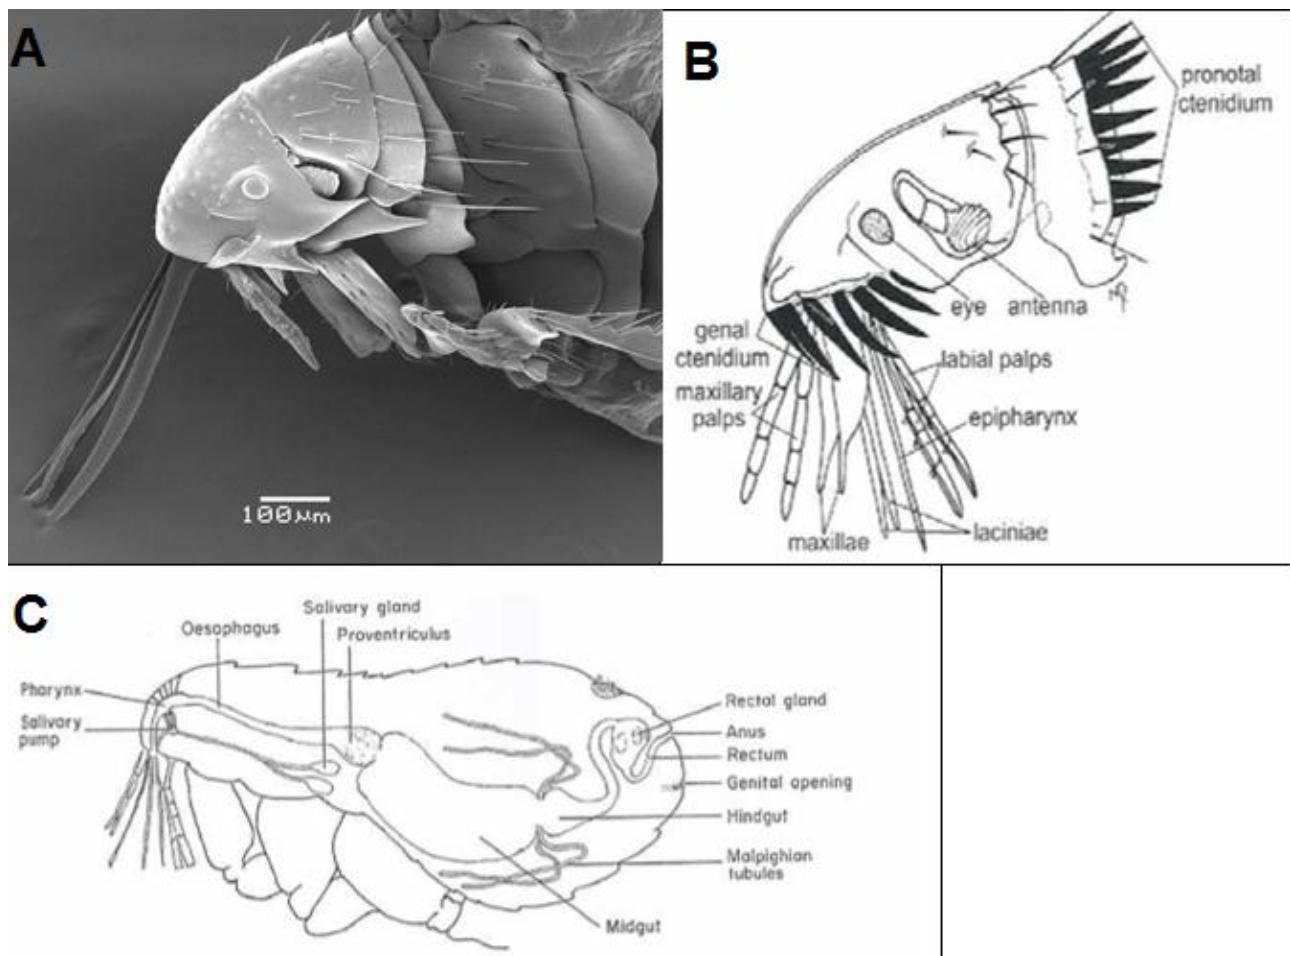 A
100μm
B
pronotal
ctenidium
eye
antenna
genal
ctenidium
labial palps
maxillary
palps
epipharynx
maxillae
laciniae
C
Salivary gland
Oesophagus
Proventriculus
Pharynx
Salivary
pump
Rectal gland
Anus
Rectum
Genital opening
Hindgut
Malpighian
tubules
Midgut